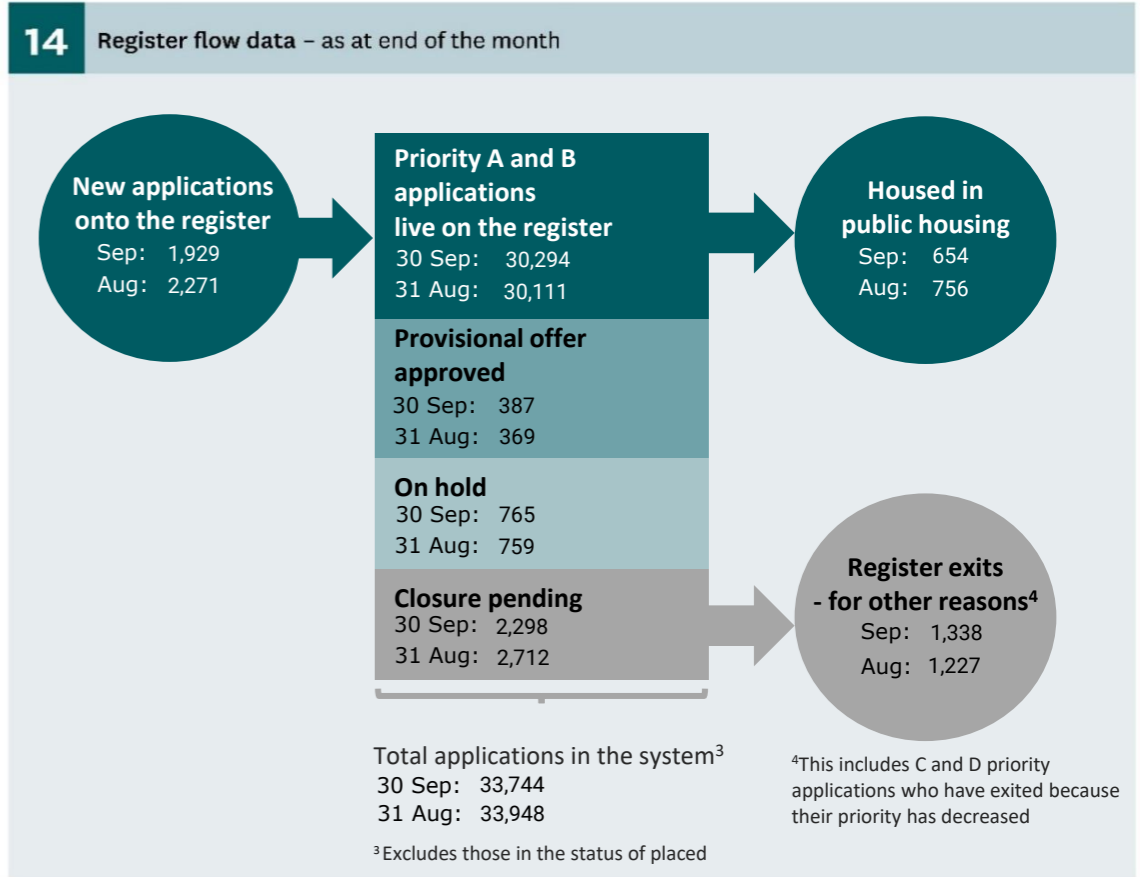 14 Register flow data – as at end of the month
New applications
onto the register
Sep: 1,929
Aug: 2,271
Priority A and B
applications
live on the register
30 Sep: 30,294
31 Aug: 30,111
Provisional offer
approved
30 Sep: 387
31 Aug: 369
On hold
30 Sep: 765
31 Aug: 759
Closure pending
30 Sep: 2,298
31 Aug: 2,712
Total applications in the system³
30 Sep: 33,744
31 Aug: 33,948
³ Excludes those in the status of placed
Housed in
public housing
Sep: 654
Aug: 756
Register exits
- for other reasons⁴
Sep: 1,338
Aug: 1,227
⁴This includes C and D priority
applications who have exited because
their priority has decreased